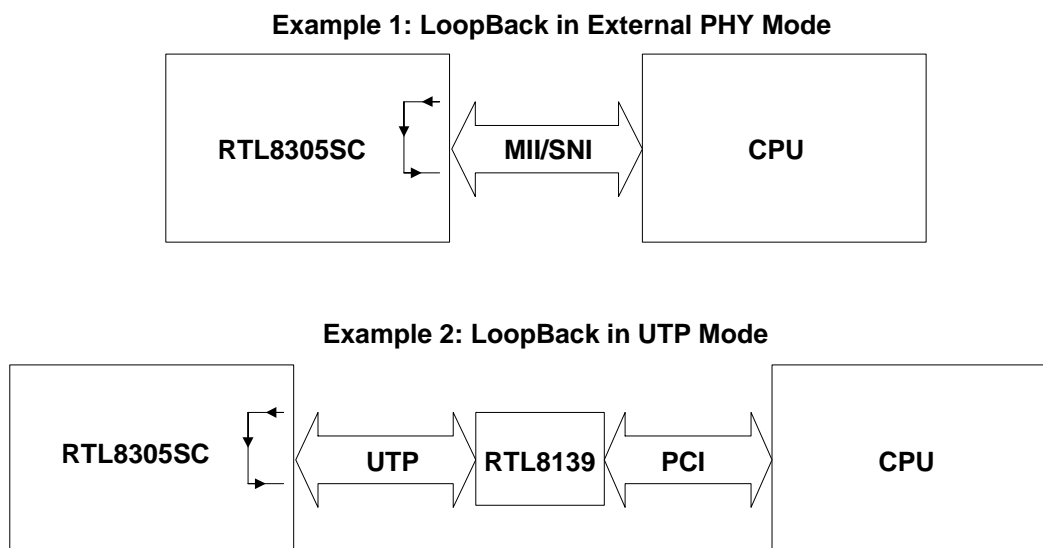 Example 1: LoopBack in External PHY Mode
RTL8305SC
MII/SNI
CPU
Example 2: LoopBack in UTP Mode
RTL8305SC
UTP
RTL8139
PCI
CPU